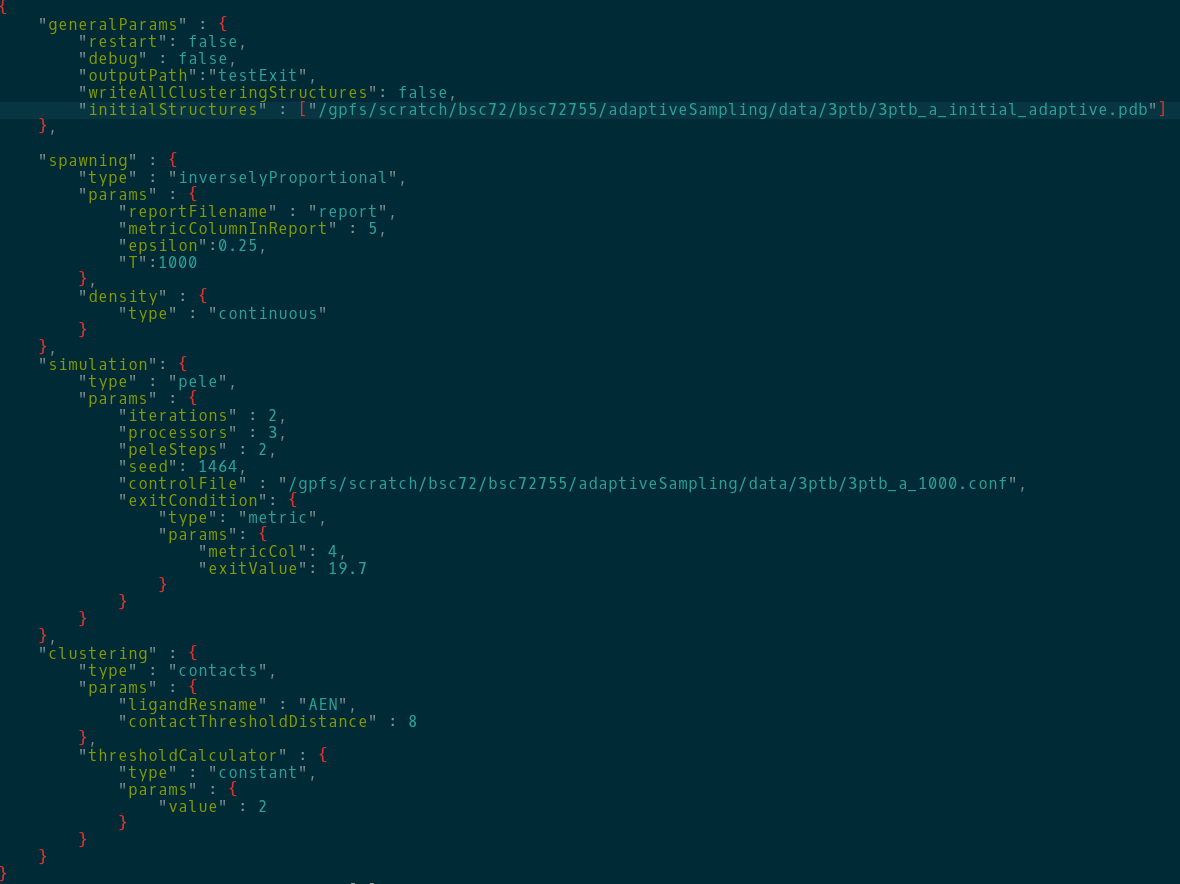 {
    "generalParams" : {
        "restart": false,
        "debug" : false,
        "outputPath":"testExit",
        "writeAllClusteringStructures": false,
        "initialStructures" : ["/gpfs/scratch/bsc72/bsc72755/adaptiveSampling/data/3ptb/3ptb_a_initial_adaptive.pdb"]
    },

    "spawning" : {
        "type" : "inverselyProportional",
        "params" : {
            "reportFilename" : "report",
            "metricColumnInReport" : 5,
            "epsilon":0.25,
            "T":1000
        },
        "density" : {
            "type" : "continuous"
        }
    },
    "simulation": {
        "type" : "pele",
        "params" : {
            "iterations" : 2,
            "processors" : 3,
            "peleSteps" : 2,
            "seed": 1464,
            "controlFile" : "/gpfs/scratch/bsc72/bsc72755/adaptiveSampling/data/3ptb/3ptb_a_1000.conf",
            "exitCondition": {
                "type": "metric",
                "params": {
                    "metricCol": 4,
                    "exitValue": 19.7
                }
            }
        }
    },
    "clustering" : {
        "type" : "contacts",
        "params" : {
            "ligandResname" : "AEN",
            "contactThresholdDistance" : 8
        },
        "thresholdCalculator" : {
            "type" : "constant",
            "params" : {
                "value" : 2
            }
        }
    }
}